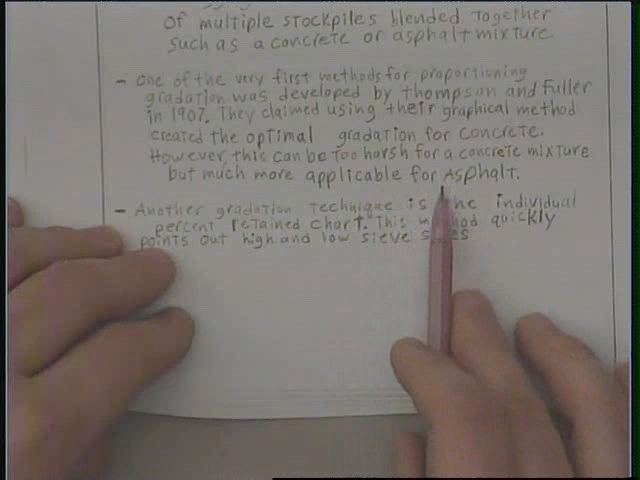 of multiple stockpiles blended together
such as a concrete or asphalt mixture
- One of the very first methods for proportioning
gradation was developed by Thompson and Fuller
in 1907. They claimed using their graphical method
created the optimal gradation for concrete.
However, this can be too harsh for a concrete mixture
but much more applicable for Asphalt.
- Another gradation technique is the individual
percent retained chart." This method quickly
points out high and low sieve